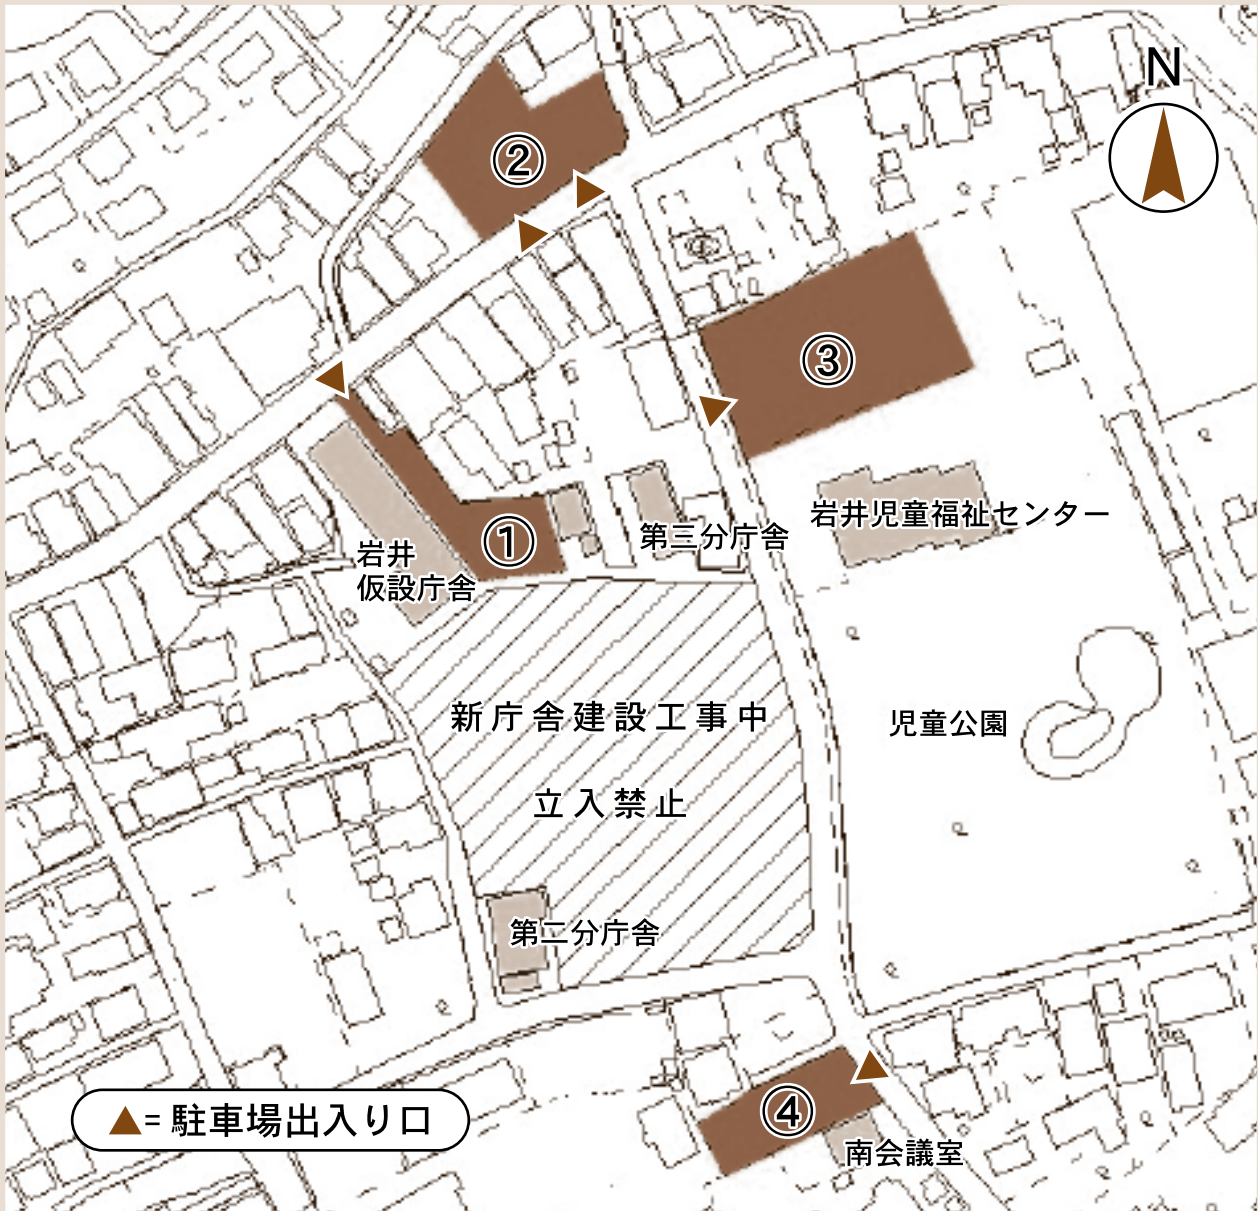 N
②
③
①
第三分庁舎
岩井児童福祉センター
岩井
仮設庁舎
新庁舎建設工事中
児童公園
立入禁止
第二分庁舎
④
▲=駐車場出入り口
南会議室